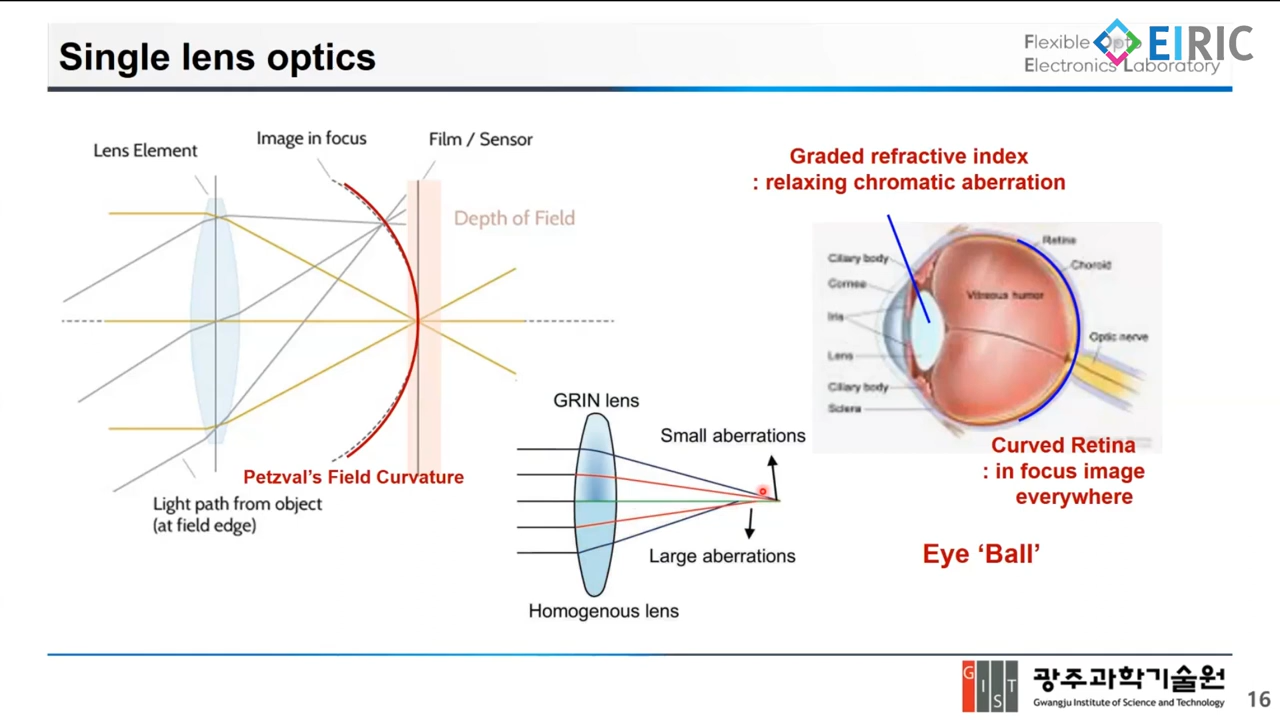 Single lens optics
Flexible Opto
Electronics Laboratory
EIRIC
Lens Element
Image in focus
Film / Sensor
Depth of Field
Petzval's Field Curvature
Light path from object
(at field edge)
GRIN lens
Small aberrations
Large aberrations
Homogenous lens
Graded refractive index
: relaxing chromatic aberration
Ciliary body
Cornea
Iris
Lens
Ciliary body
Sclera
Vitreous humor
Retina
Choroid
Optic nerve
Curved Retina
: in focus image
everywhere
Eye 'Ball'
GIST
광주과학기술원
Gwangju Institute of Science and Technology
16